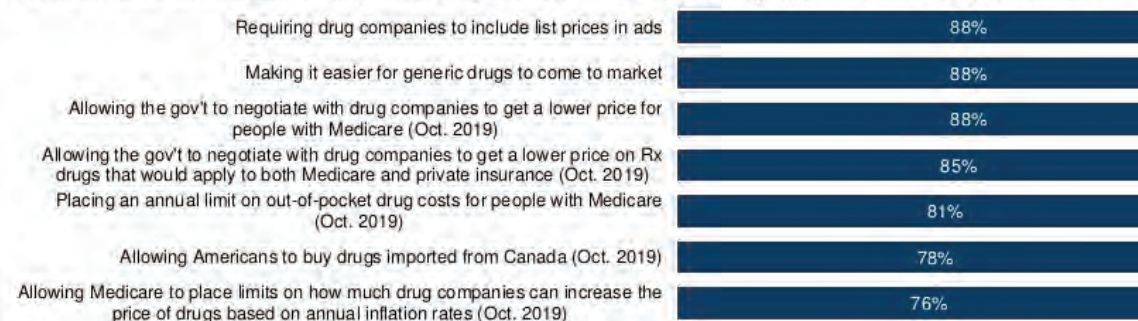 Requiring drug companies to include list prices in ads 88%
Making it easier for generic drugs to come to market 88%
Allowing the gov't to negotiate with drug companies to get a lower price for
people with Medicare (Oct. 2019) 88%
Allowing the gov't to negotiate with drug companies to get a lower price on Rx
drugs that would apply to both Medicare and private insurance (Oct. 2019) 85%
Placing an annual limit on out-of-pocket drug costs for people with Medicare
(Oct. 2019) 81%
Allowing Americans to buy drugs imported from Canada (Oct. 2019) 78%
Allowing Medicare to place limits on how much drug companies can increase the
price of drugs based on annual inflation rates (Oct. 2019) 76%